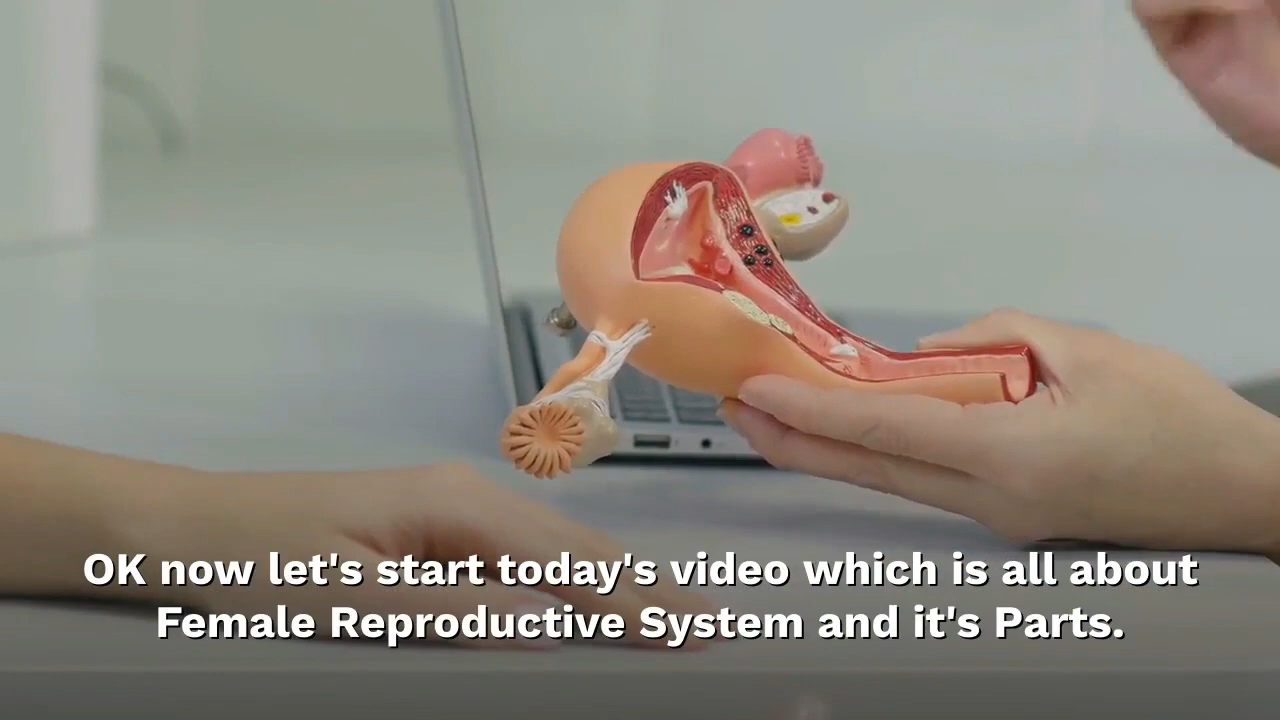 OK now let's start today's video which is all about
Female Reproductive System and it's Parts.